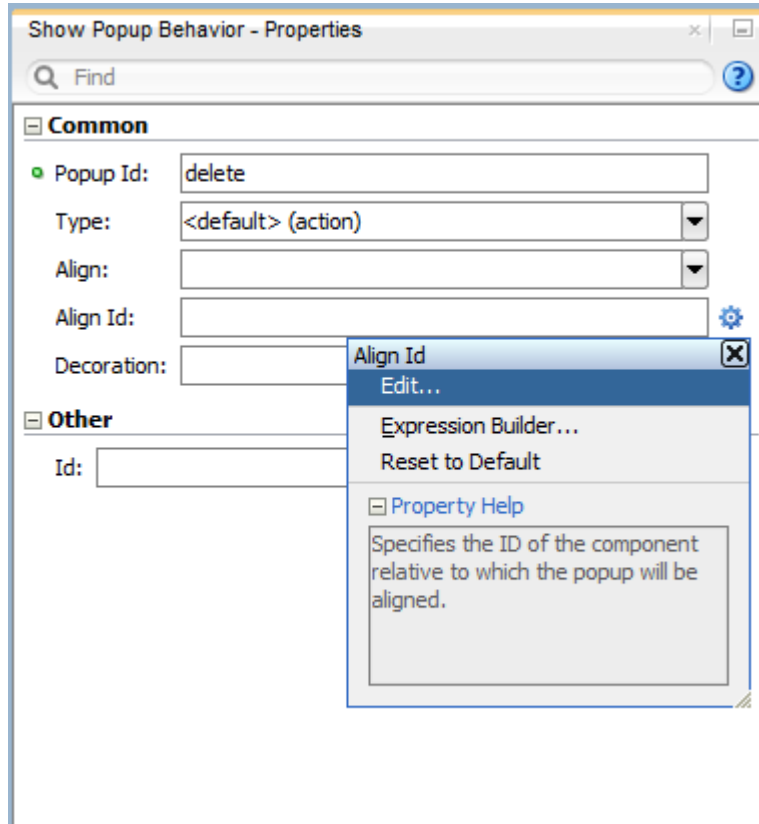 Show Popup Behavior - Properties
Find
Common
Popup Id: delete
Type: <default> (action)
Align:
Align Id:
Decoration:
Align Id
Edit...
Expression Builder...
Reset to Default
Property Help
Specifies the ID of the component
relative to which the popup will be
aligned.
Other
Id: